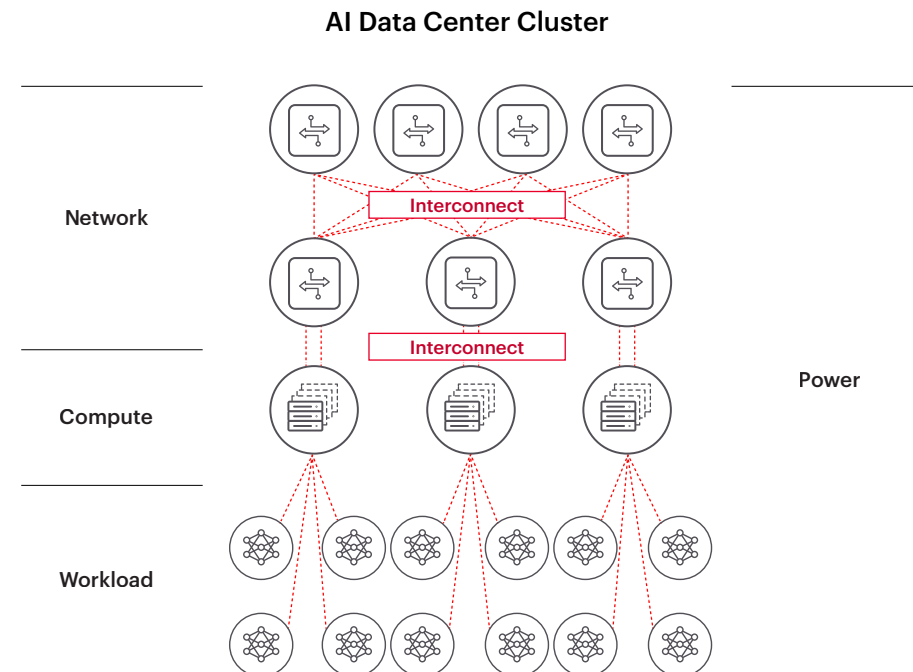 AI Data Center Cluster
Interconnect
Network
Interconnect
Power
Compute
Workload